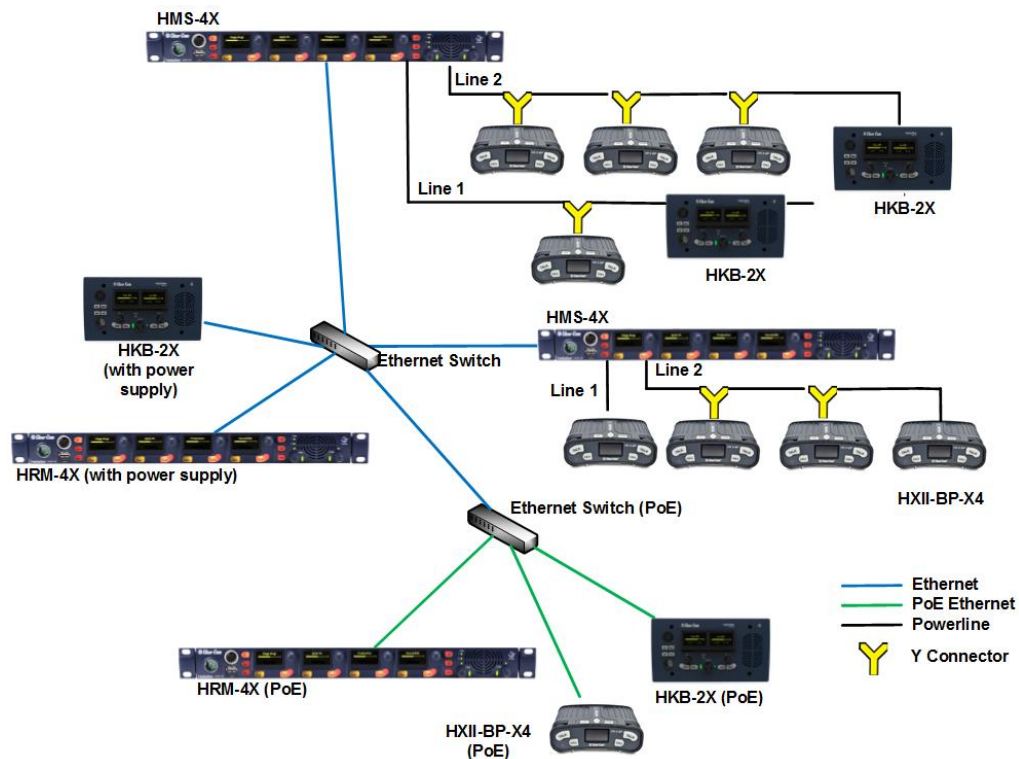 HMS-4X
Line 2
HKB-2X
Line 1
HKB-2X
HMS-4X
HKB-2X
(with power
supply)
Ethernet Switch
Line 1
Line 2
HRM-4X (with power supply)
HXII-BP-X4
Ethernet Switch (PoE)
Ethernet
PoE Ethernet
Powerline
Y Connector
HRM-4X (PoE)
HKB-2X (PoE)
HXII-BP-X4
(PoE)